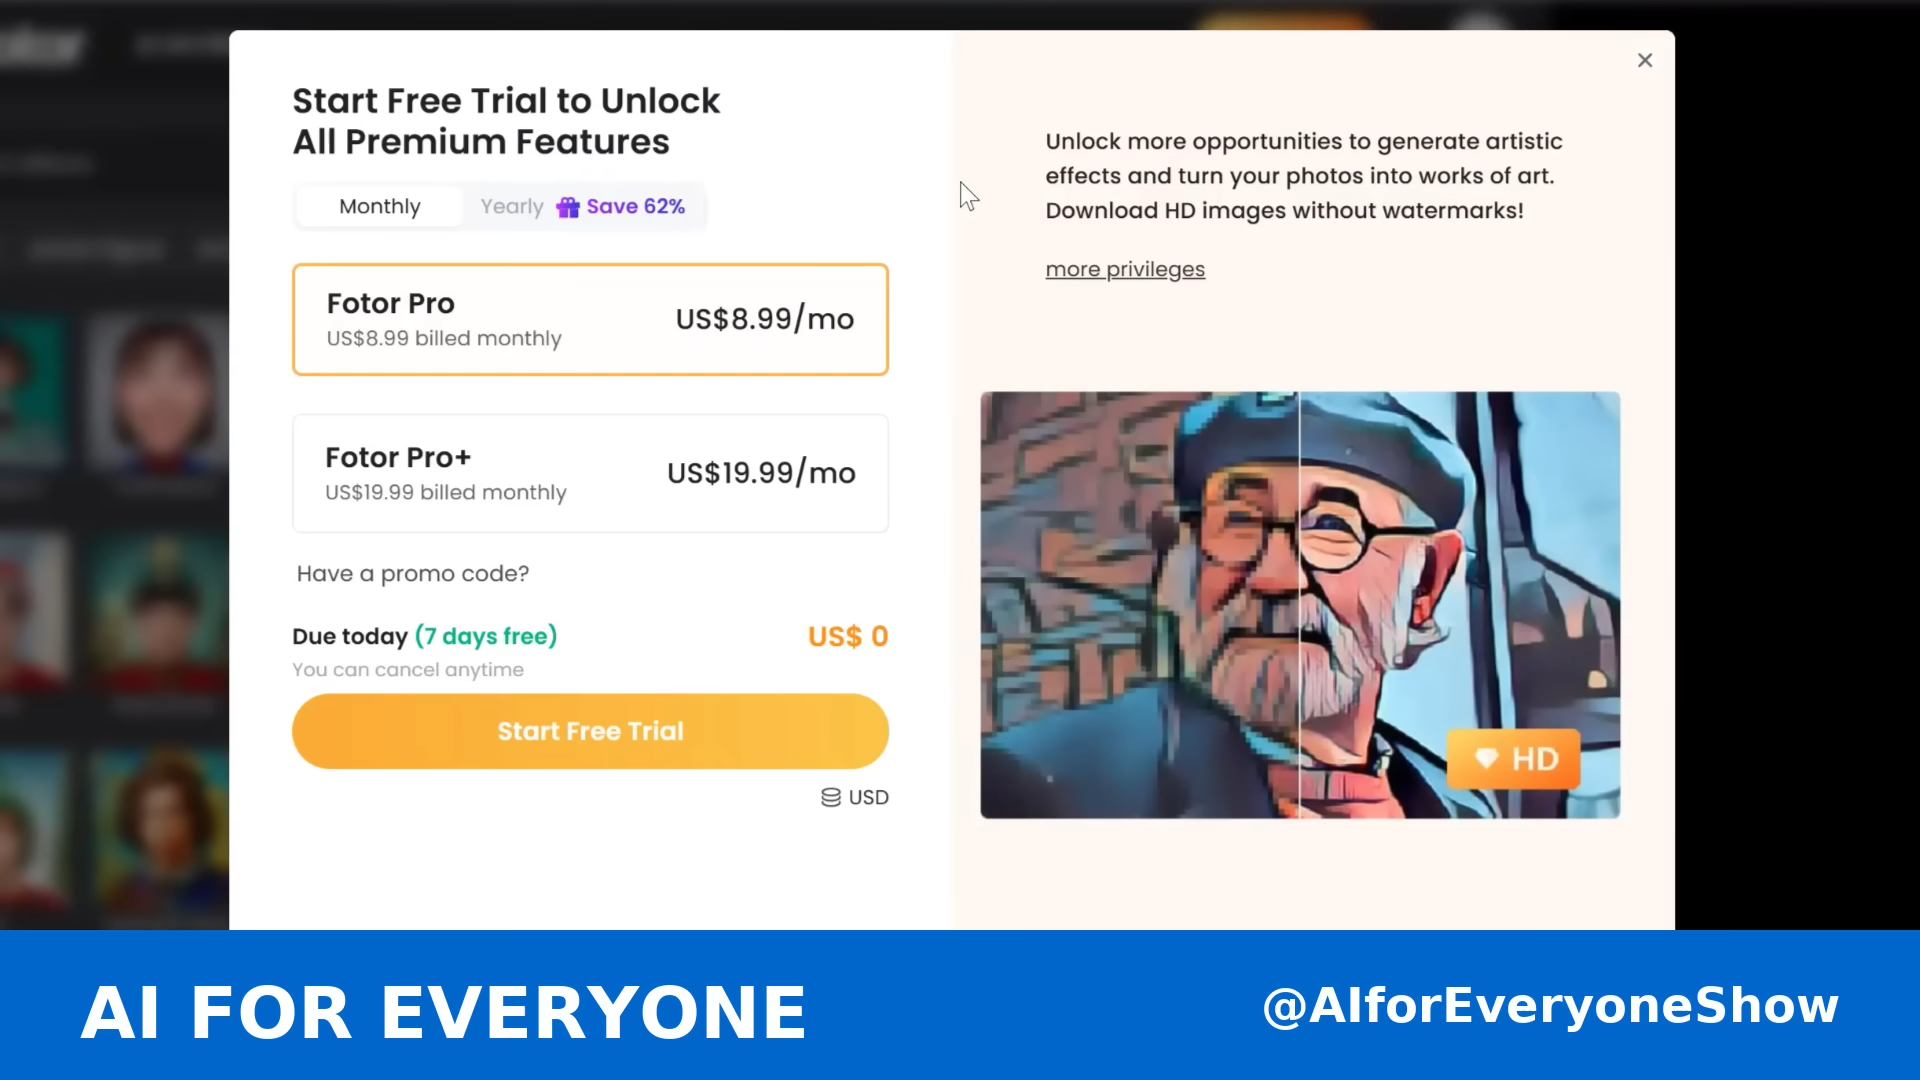 Start Free Trial to Unlock
All Premium Features
Monthly
Yearly
Save 62%
Fotor Pro
US$8.99 billed monthly
US$8.99/mo
Fotor Pro+
US$19.99 billed monthly
US$19.99/mo
Have a promo code?
Due today (7 days free)
US$ 0
You can cancel anytime
Start Free Trial
USD
Unlock more opportunities to generate artistic
effects and turn your photos into works of art.
Download HD images without watermarks!
more privileges
HD
AI FOR EVERYONE
@AIforEveryoneShow